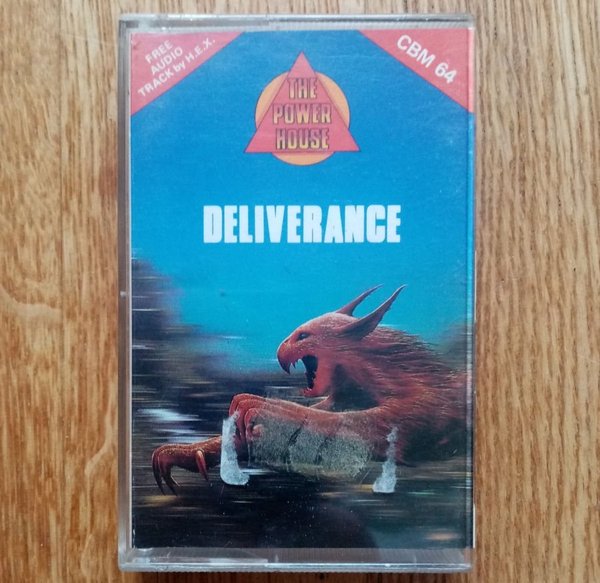 FREE
AUDIO
TRACK by H.E.X.
CBM 64
THE
POWER
HOUSE
DELIVERANCE